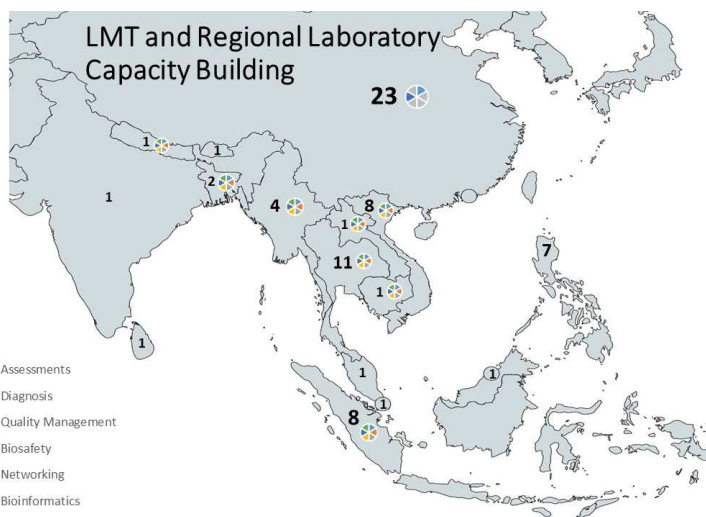 LMT and Regional Laboratory
Capacity Building
23
1
1
2
1
4
8
1
11
1
7
1
1
1
1
8
Assessments
Diagnosis
Quality Management
Biosafety
Networking
Bioinformatics